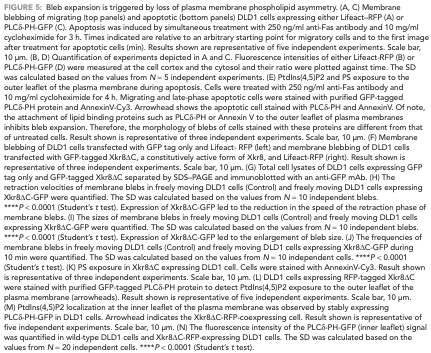 FIGURE 5: Bleb expansion is triggered by loss of plasma membrane phospholipid asymmetry. (A, C) Membrane
blebbing of migrating (top panels) and apoptotic (bottom panels) DLD1 cells expressing either Lifeact–RFP (A) or
PLCδ-PH-GFP (C). Apoptosis was induced by simultaneous treatment with 250 ng/ml anti-Fas antibody and 10 mg/ml
cycloheximide for 3 h. Times indicated are relative to an arbitrary starting point for migratory cells and to the first image
after treatment for apoptotic cells (min). Results shown are representative of five independent experiments. Scale bar,
10 μm. (B, D) Quantification of experiments depicted in A and C. Fluorescence intensities of either Lifeact-RFP (B) or
PLCδ-PH-GFP (D) were measured at the cell cortex and the cytosol and their ratio were plotted against time. The SD
was calculated based on the values from N = 5 independent experiments. (E) PtdIns(4,5)P2 and PS exposure to the
outer leaflet of the plasma membrane during apoptosis. Cells were treated with 250 ng/ml anti-Fas antibody and
10 mg/ml cycloheximide for 4 h. Migrating and late-phase apoptotic cells were stained with purified GFP-tagged
PLCδ-PH protein and AnnexinV-Cy3. Arrowhead shows the apoptotic cell stained with PLCδ-PH and AnnexinV. Of note,
the attachment of lipid binding proteins such as PLCδ-PH or Annexin V to the outer leaflet of plasma membranes
inhibits bleb expansion. Therefore, the morphology of blebs of cells stained with these proteins are different from that
of untreated cells. Result shown is representative of three independent experiments. Scale bar, 10 μm. (F) Membrane
blebbing of DLD1 cells transfected with GFP tag only and Lifeact- RFP (left) and membrane blebbing of DLD1 cells
transfected with GFP-tagged Xkr8ΔC, a constitutively active form of Xkr8, and Lifeact-RFP (right). Result shown is
representative of three independent experiments. Scale bar, 10 μm. (G) Total cell lysates of DLD1 cells expressing GFP
tag only and GFP-tagged Xkr8ΔC separated by SDS–PAGE and immunoblotted with an anti-GFP mAb. (H) The
retraction velocities of membrane blebs in freely moving DLD1 cells (Control) and freely moving DLD1 cells expressing
Xkr8ΔC-GFP were quantified. The SD was calculated based on the values from N = 10 independent blebs.
****P < 0.0001 (Student's t test). Expression of Xkr8ΔC-GFP led to the reduction of the speed of the retraction phase of
membrane blebs. (I) The sizes of membrane blebs in freely moving DLD1 cells (Control) and freely moving DLD1 cells
expressing Xkr8ΔC-GFP were quantified. The SD was calculated based on the values from N = 10 independent blebs.
****P < 0.0001 (Student's t test). Expression of Xkr8ΔC-GFP led to the enlargement of bleb size. (J) The frequencies of
membrane blebs in freely moving DLD1 cells (Control) and freely moving DLD1 cells expressing Xkr8ΔC-GFP during
10 min were quantified. The SD was calculated based on the values from N = 10 independent cells. ****P < 0.0001
(Student's t test). (K) PS exposure in Xkr8ΔC expressing DLD1 cell. Cells were stained with AnnexinV-Cy3. Result shown
is representative of three independent experiments. Scale bar, 10 μm. (L) DLD1 cells expressing RFP-tagged Xkr8ΔC
were stained with purified GFP-tagged PLCδ-PH protein to detect PtdIns(4,5)P2 exposure to the outer leaflet of the
plasma membrane (arrowheads). Result shown is representative of five independent experiments. Scale bar, 10 μm.
(M) PtdIns(4,5)P2 localization at the inner leaflet of the plasma membrane was observed by stably expressing
PLCδ-PH-GFP in DLD1 cells. Arrowhead indicates the Xkr8ΔC-RFP-coexpressing cell. Result shown is representative of
five independent experiments. Scale bar, 10 μm. (N) The fluorescence intensity of the PLCδ-PH-GFP (inner leaflet) signal
was quantified in wild-type DLD1 cells and Xkr8ΔC-RFP-expressing DLD1 cells. The SD was calculated based on the
values from N = 20 independent cells. ****P < 0.0001 (Student's t test).